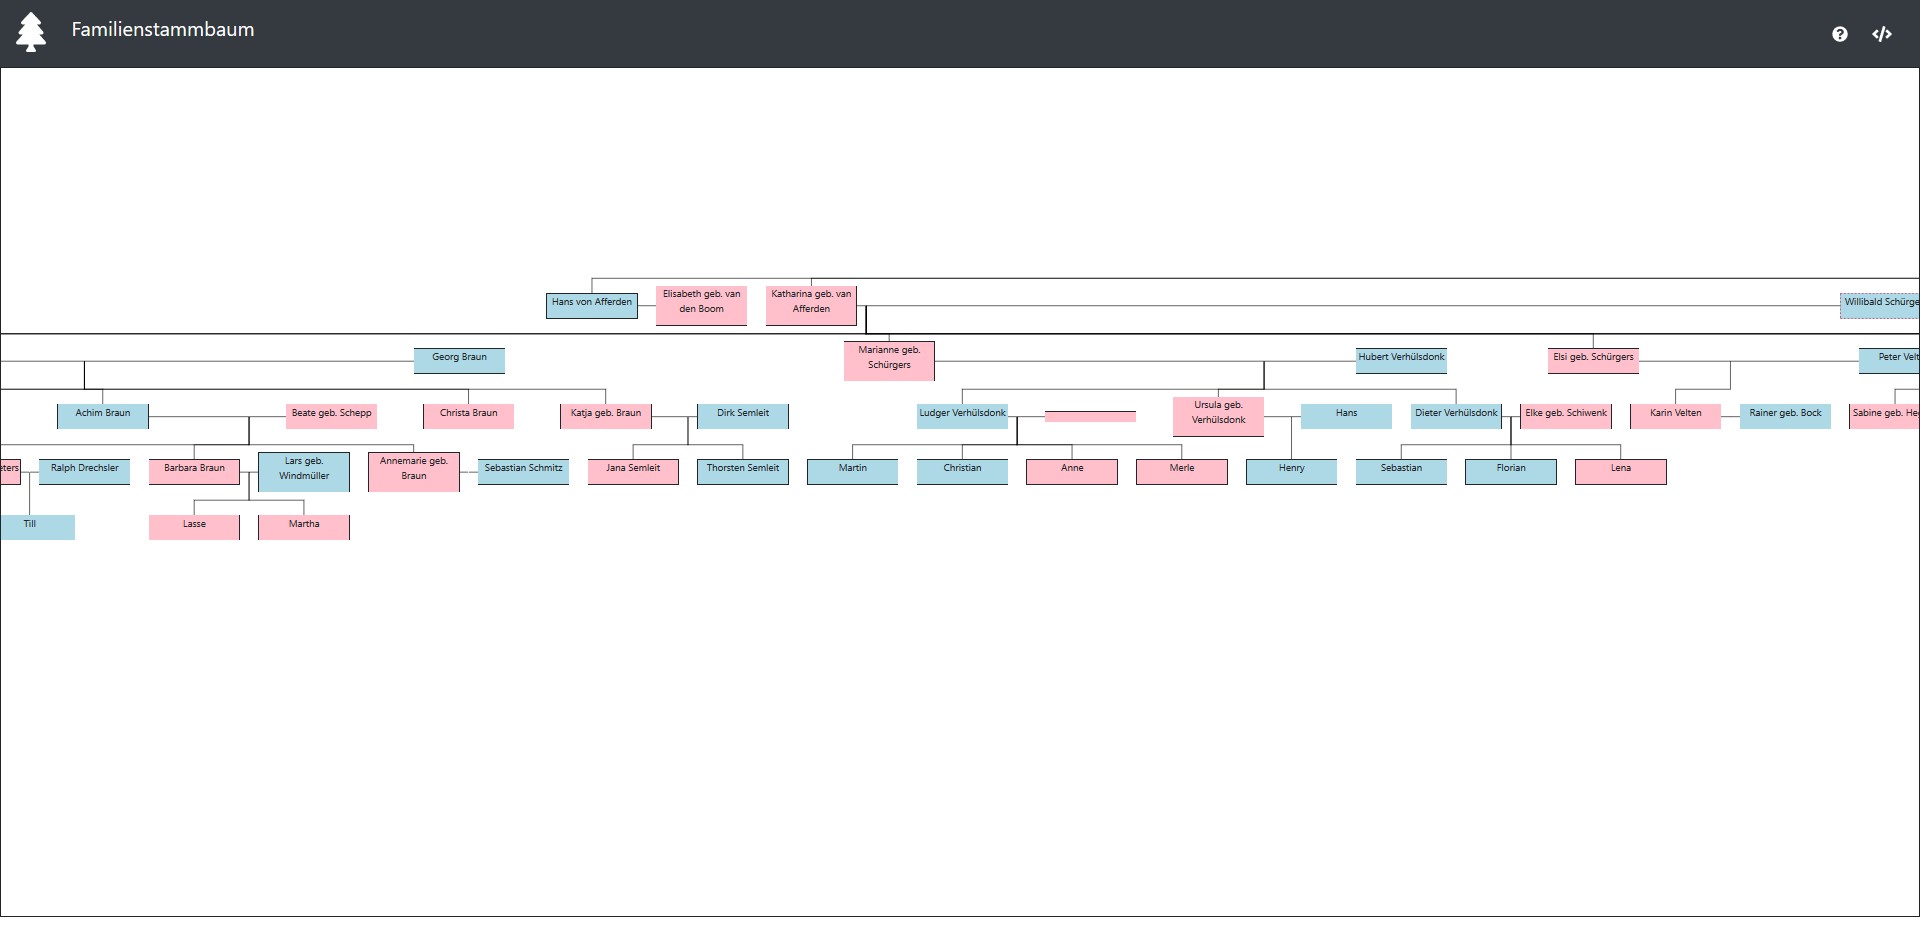 Familienstammbaum
Hans von Afferden
Elisabeth geb. van
den Boom
Katharina geb. van
Afferden
Willibald Schürge
Georg Braun
Marianne geb.
Schürgers
Hubert Verhülsdonk
Elsi geb. Schürgers
Peter Velt
Achim Braun
Beate geb. Schepp
Christa Braun
Katja geb. Braun
Dirk Semleit
Ludger Verhülsdonk
Ursula geb.
Verhülsdonk
Hans
Dieter Verhülsdonk
Elke geb. Schiwenk
Karin Velten
Rainer geb. Bock
Sabine geb. He
eters
Ralph Drechsler
Barbara Braun
Lars geb.
Windmüller
Annemarie geb.
Braun
Sebastian Schmitz
Jana Semleit
Thorsten Semleit
Martin
Christian
Anne
Merle
Henry
Sebastian
Florian
Lena
Till
Lasse
Martha